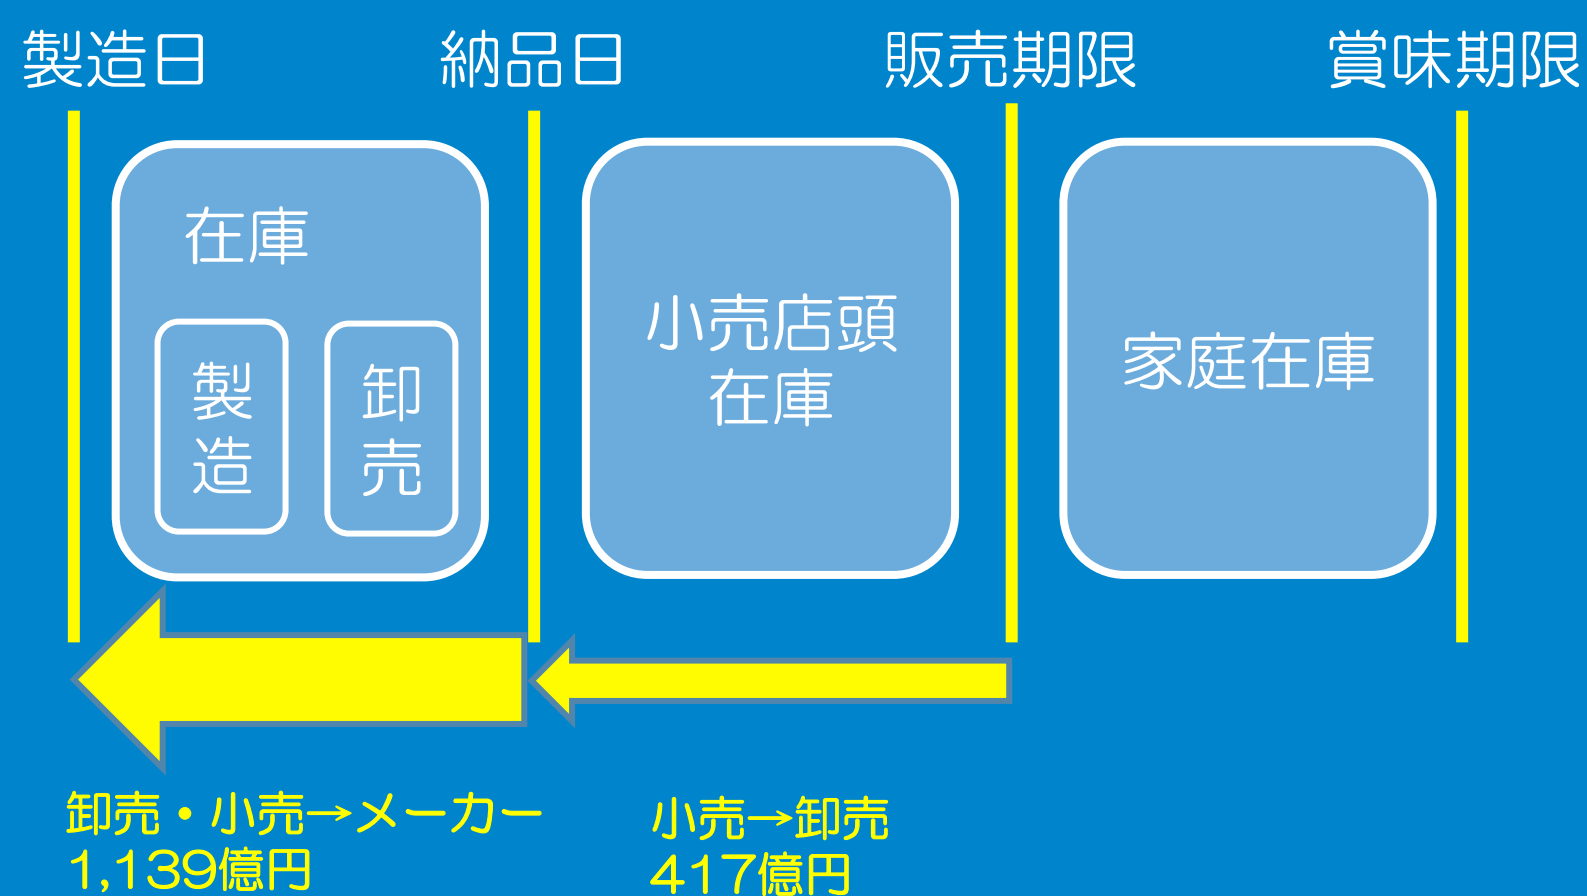 製造日
納品日
販売期限
賞味期限
在庫
製造
卸売
小売店頭
在庫
家庭在庫
卸売・小売→メーカー
1,139億円
小売→卸売
417億円